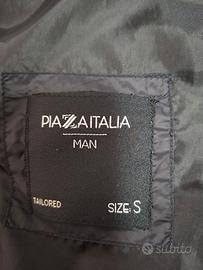 PIAZZA ITALIA
MAN
TAILORED
SIZE: S
subito